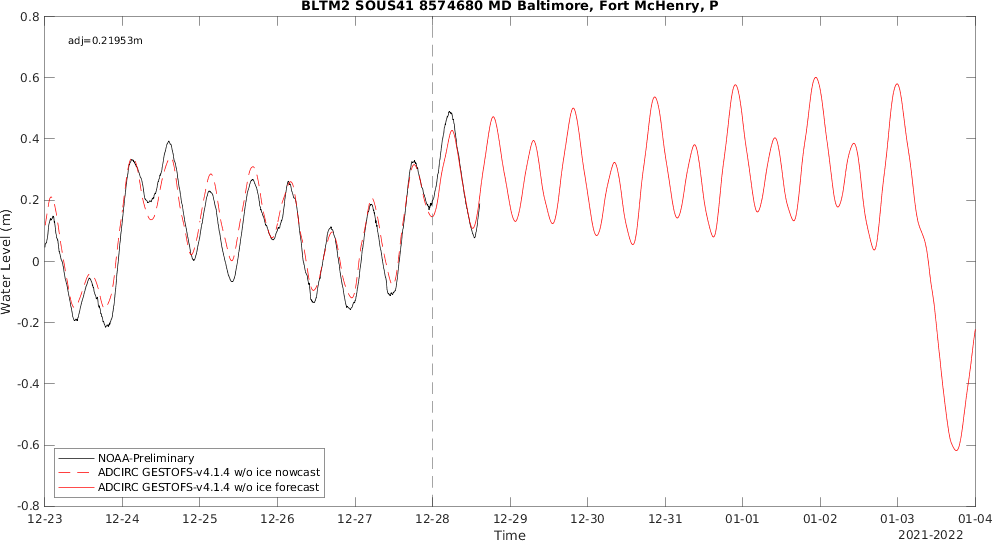 BLTM2 SOUS41 8574680 MD Baltimore, Fort McHenry, P
adj=0.21953m
0.8
0.6
0.4
0.2
0
-0.2
-0.4
-0.6
-0.8
Water Level (m)
NOAA-Preliminary
ADCIRC GESTOFS-v4.1.4 w/o ice nowcast
ADCIRC GESTOFS-v4.1.4 w/o ice forecast
12-23 12-24 12-25 12-26 12-27 12-28 12-29 12-30 12-31 01-01 01-02 01-03 01-04
Time
2021-2022